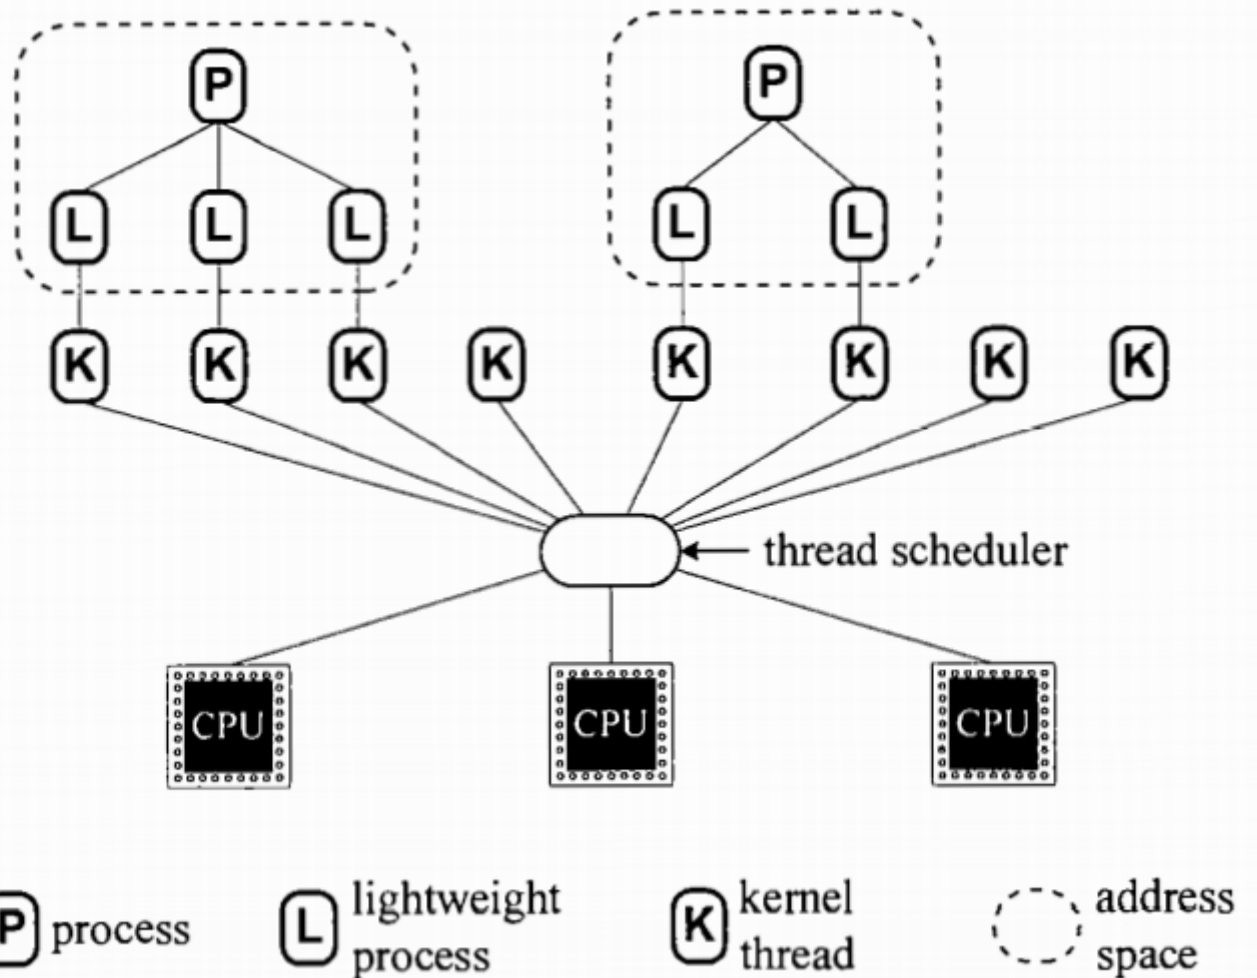 P P
L L L L L
K K K K K K K K
thread scheduler
CPU CPU CPU
P process L lightweight process K kernel thread address space